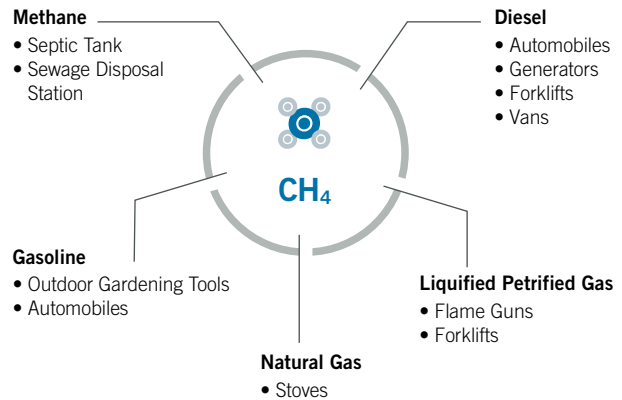 Methane
• Septic Tank
• Sewage Disposal
Station
Diesel
• Automobiles
• Generators
• Forklifts
• Vans
CH₄
Gasoline
• Outdoor Gardening Tools
• Automobiles
Liquified Petrified Gas
• Flame Guns
• Forklifts
Natural Gas
• Stoves